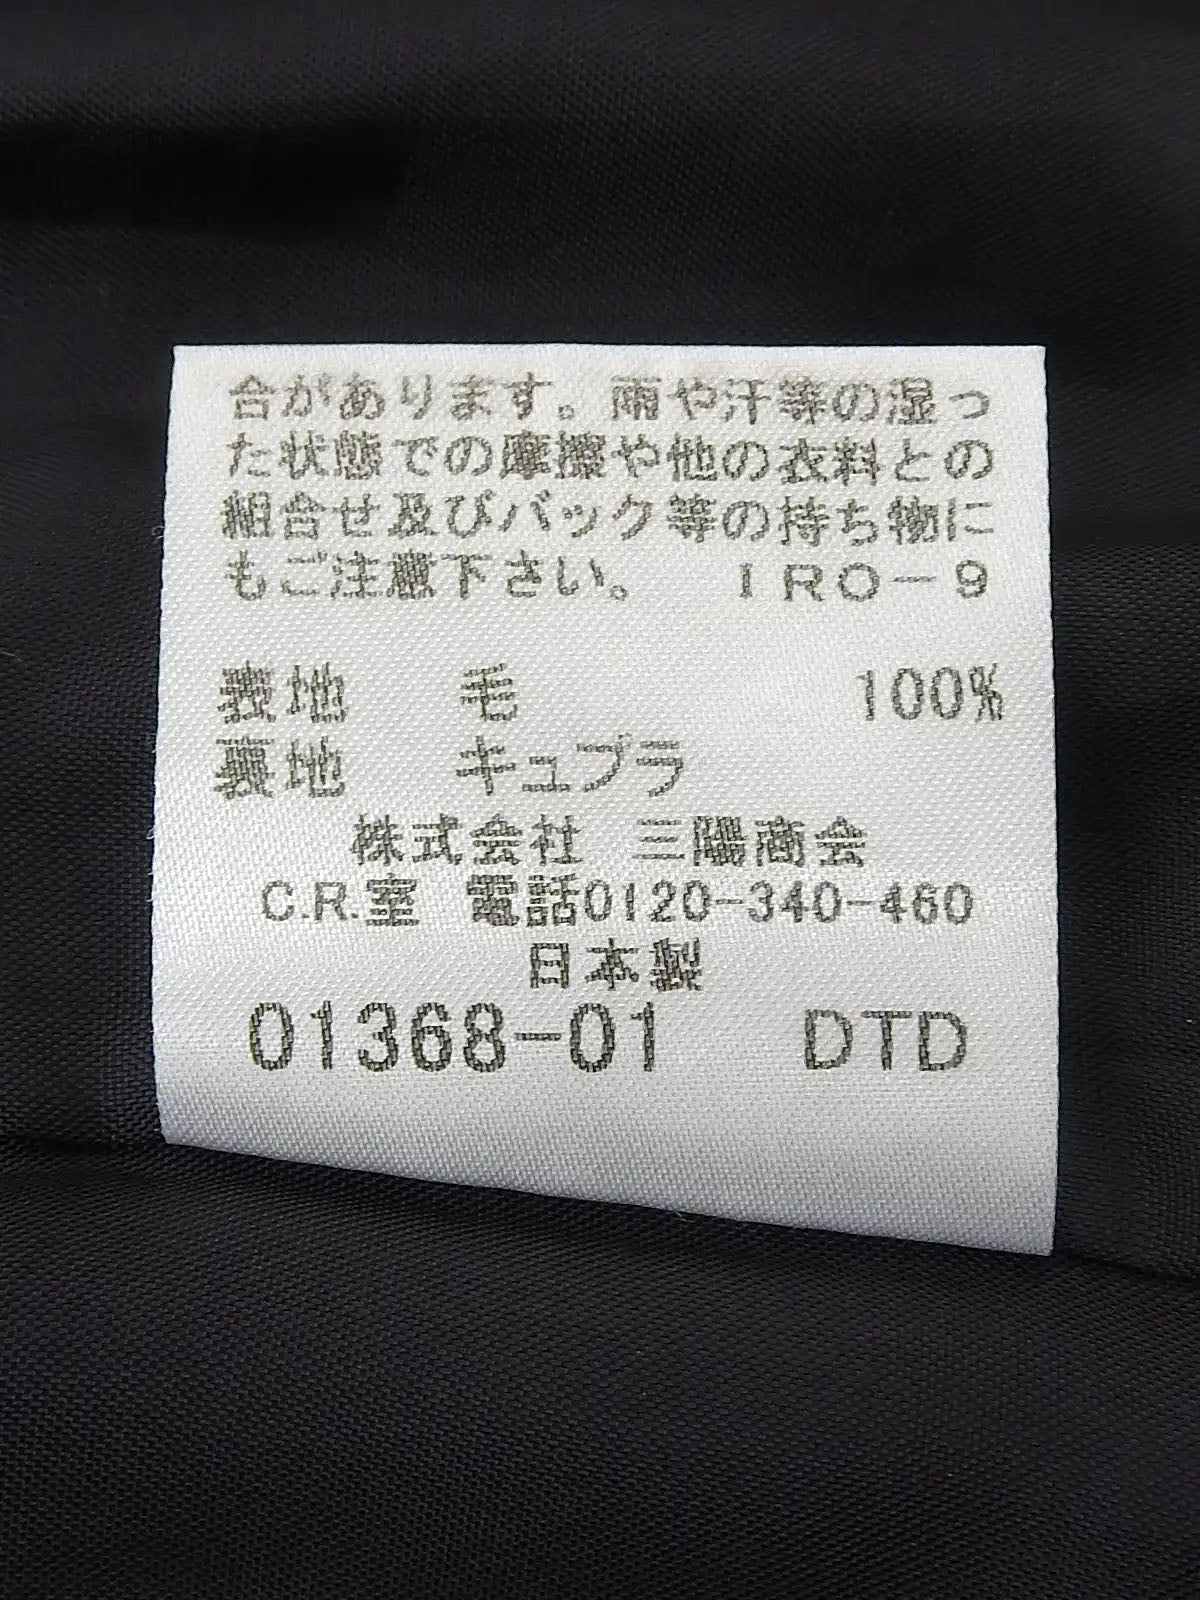 合があります。雨や汗等の湿っ
た状態での摩擦や他の衣料との
組合せ及びバック等の持ち物に
もご注意下さい。 IRO-9
表地 毛 100%
裏地 キュプラ
株式会社 三陽商会
C.R.室 電話0120-340-460
日本製
01368-01 DTD